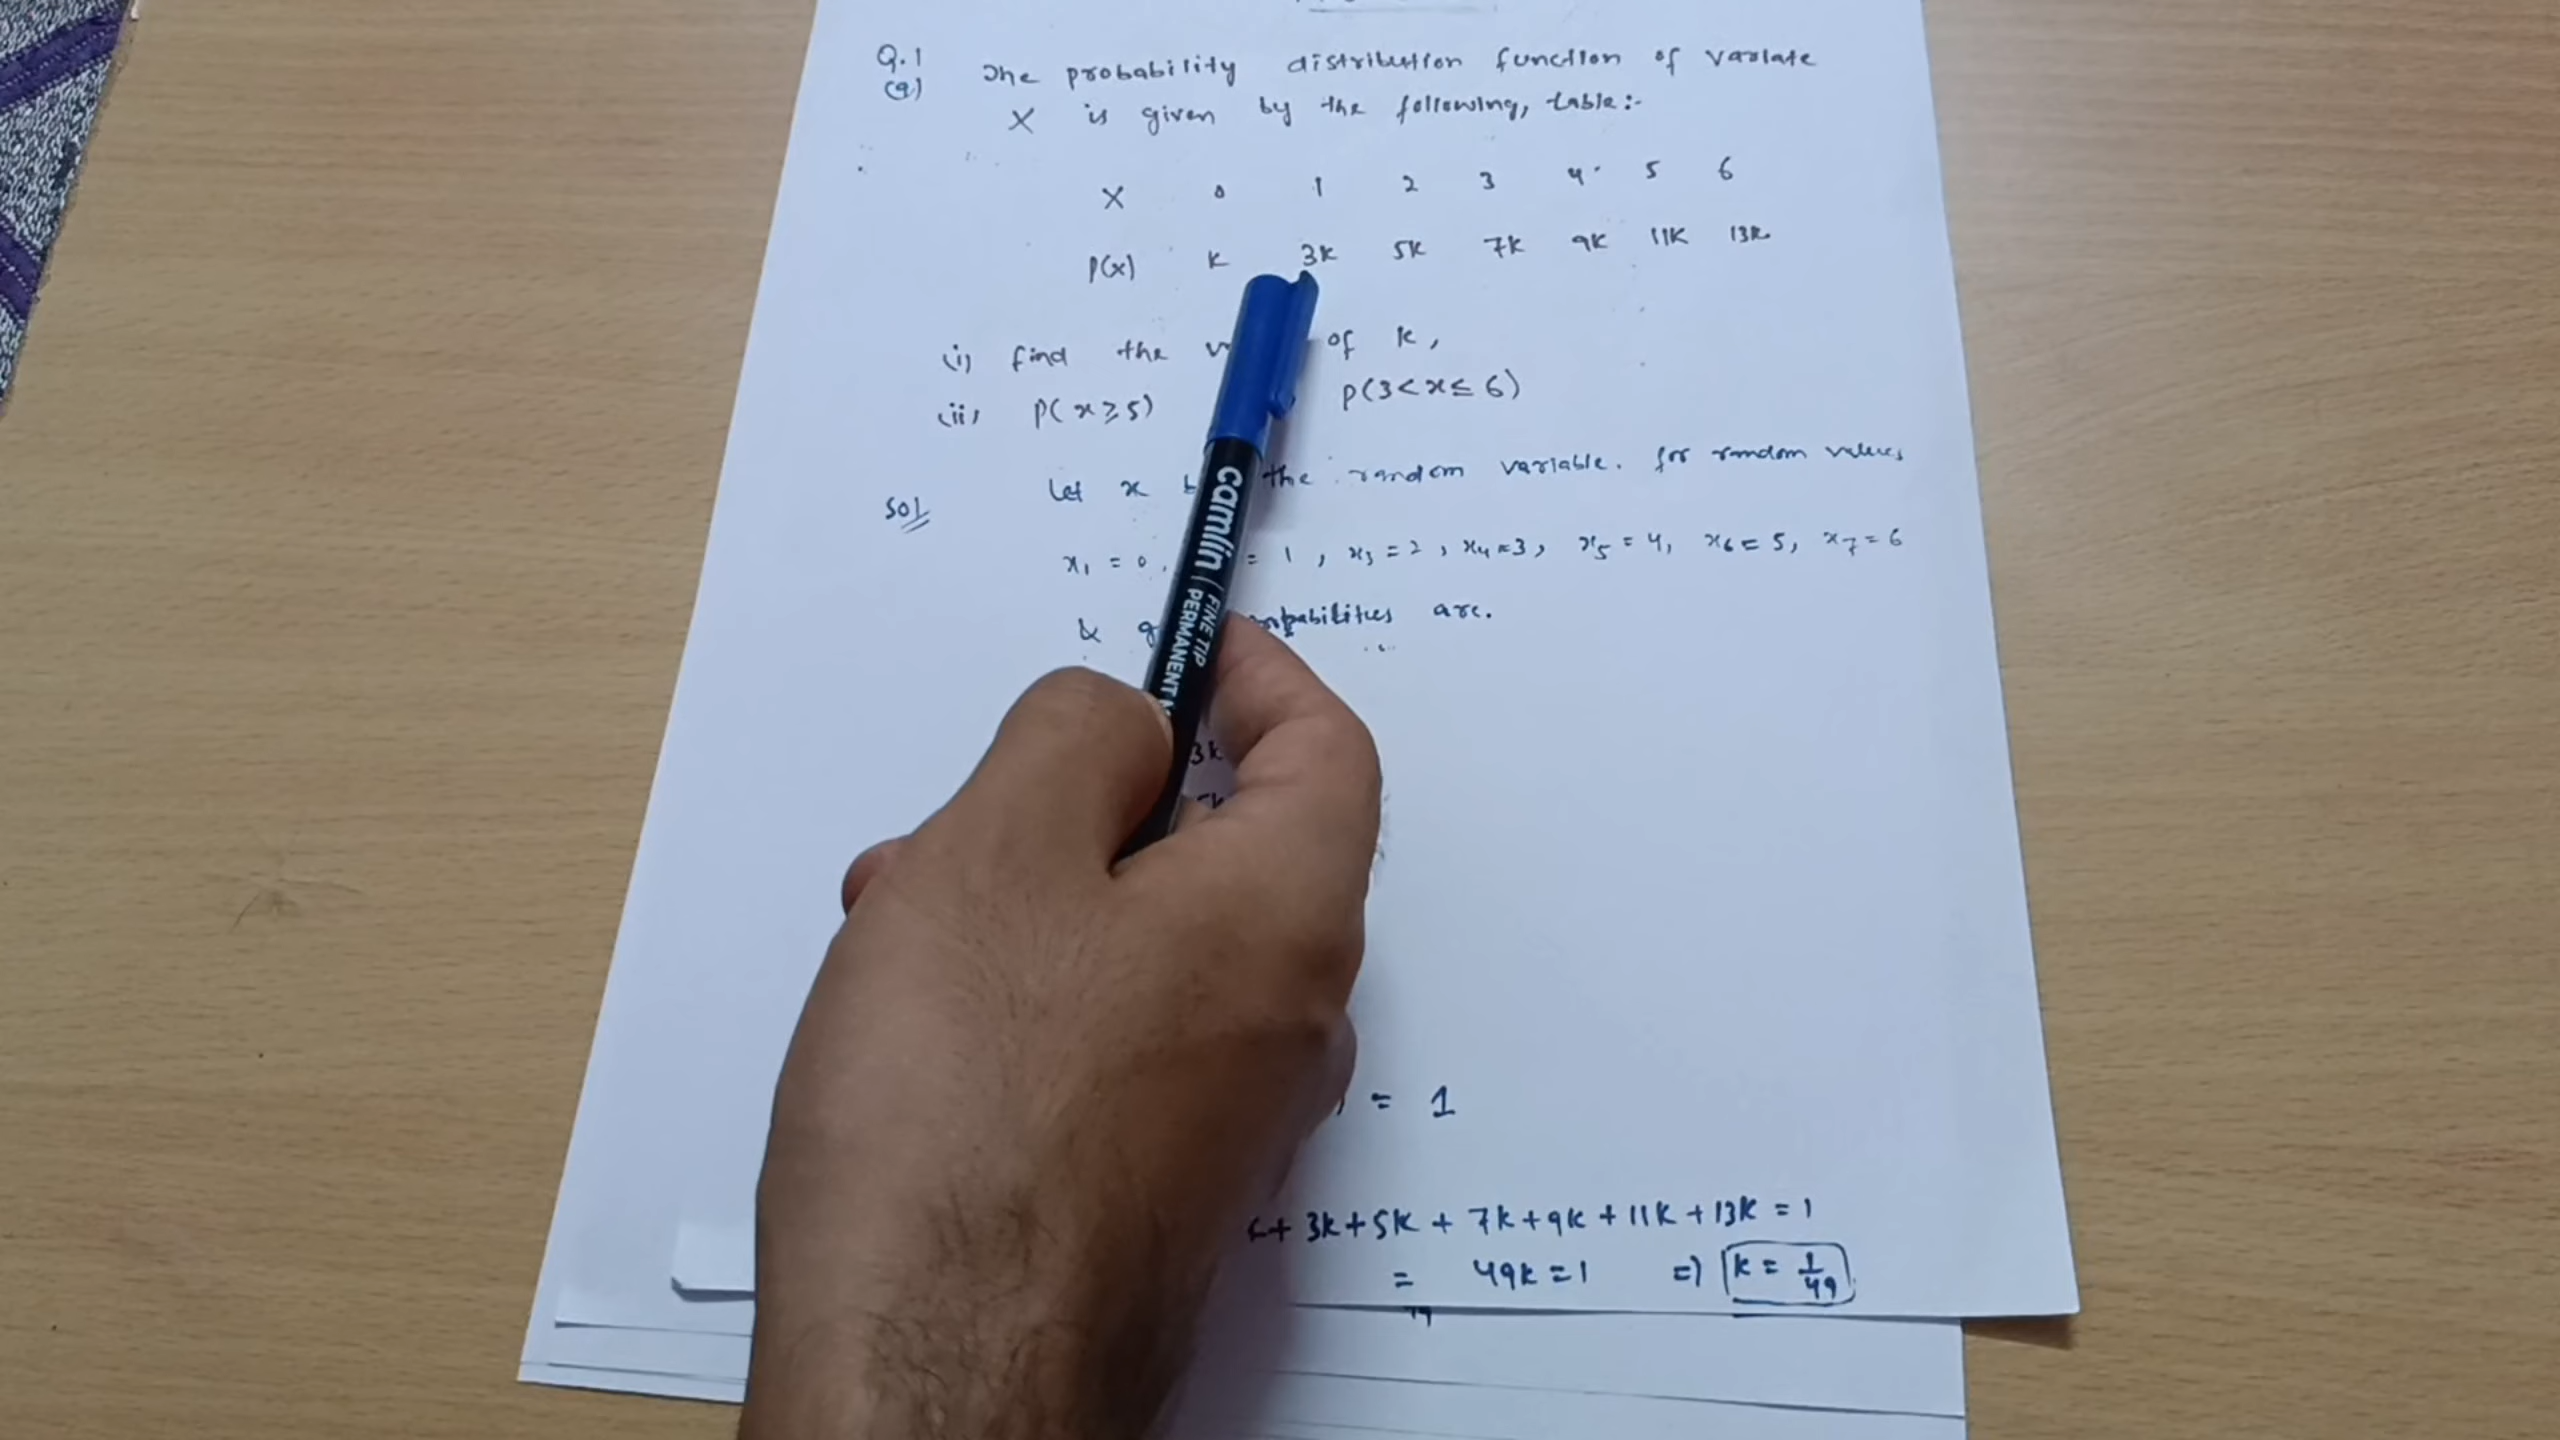 Q.1 The probability distribution function of variate
(a) X is given by the following, table:-
X 0 1 2 3 4 5 6
P(x) K 3K 5K 7K 9K 11K 13K
(i) find the of k,
(ii) P(x≥5) P(3<x≤6)
Sol Let x the random variable. for random values
x₁ = 0, = 1, x₃ = 2, x₄=3, x₅ = 4, x₆ = 5, x₇ = 6
& are.
camlin FINE TIP
PERMANENT
3k
= 1
+ 3k + 5k + 7k + 9k + 11k + 13k = 1
= 49k = 1 => k = 1/49